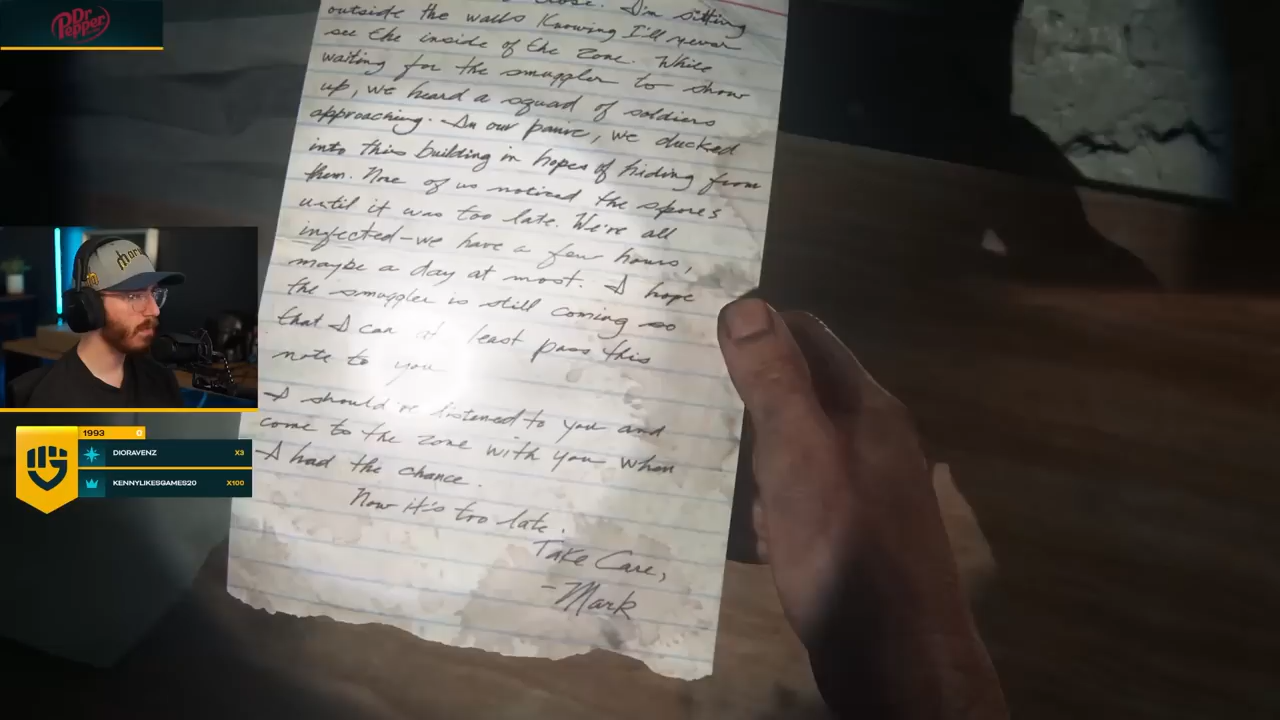 Dr Pepper
close. I'm sitting
outside the walls knowing I'll never
see the inside of the zone. While
waiting for the smuggler to show
up, we heard a squad of soldiers
approaching. In our panic, we ducked
into this building in hopes of hiding from
them. None of us noticed the spores
until it was too late. We're all
infected-we have a few hours,
maybe a day at most. I hope
the smuggler is still coming so
that I can at least pass this
note to you
I should've listened to you and
come to the zone with you when
I had the chance.
Now it's too late.
Take Care,
-Mark
1993 0
DIORAVENZ X3
KENNYLIKESGAMES20 X100